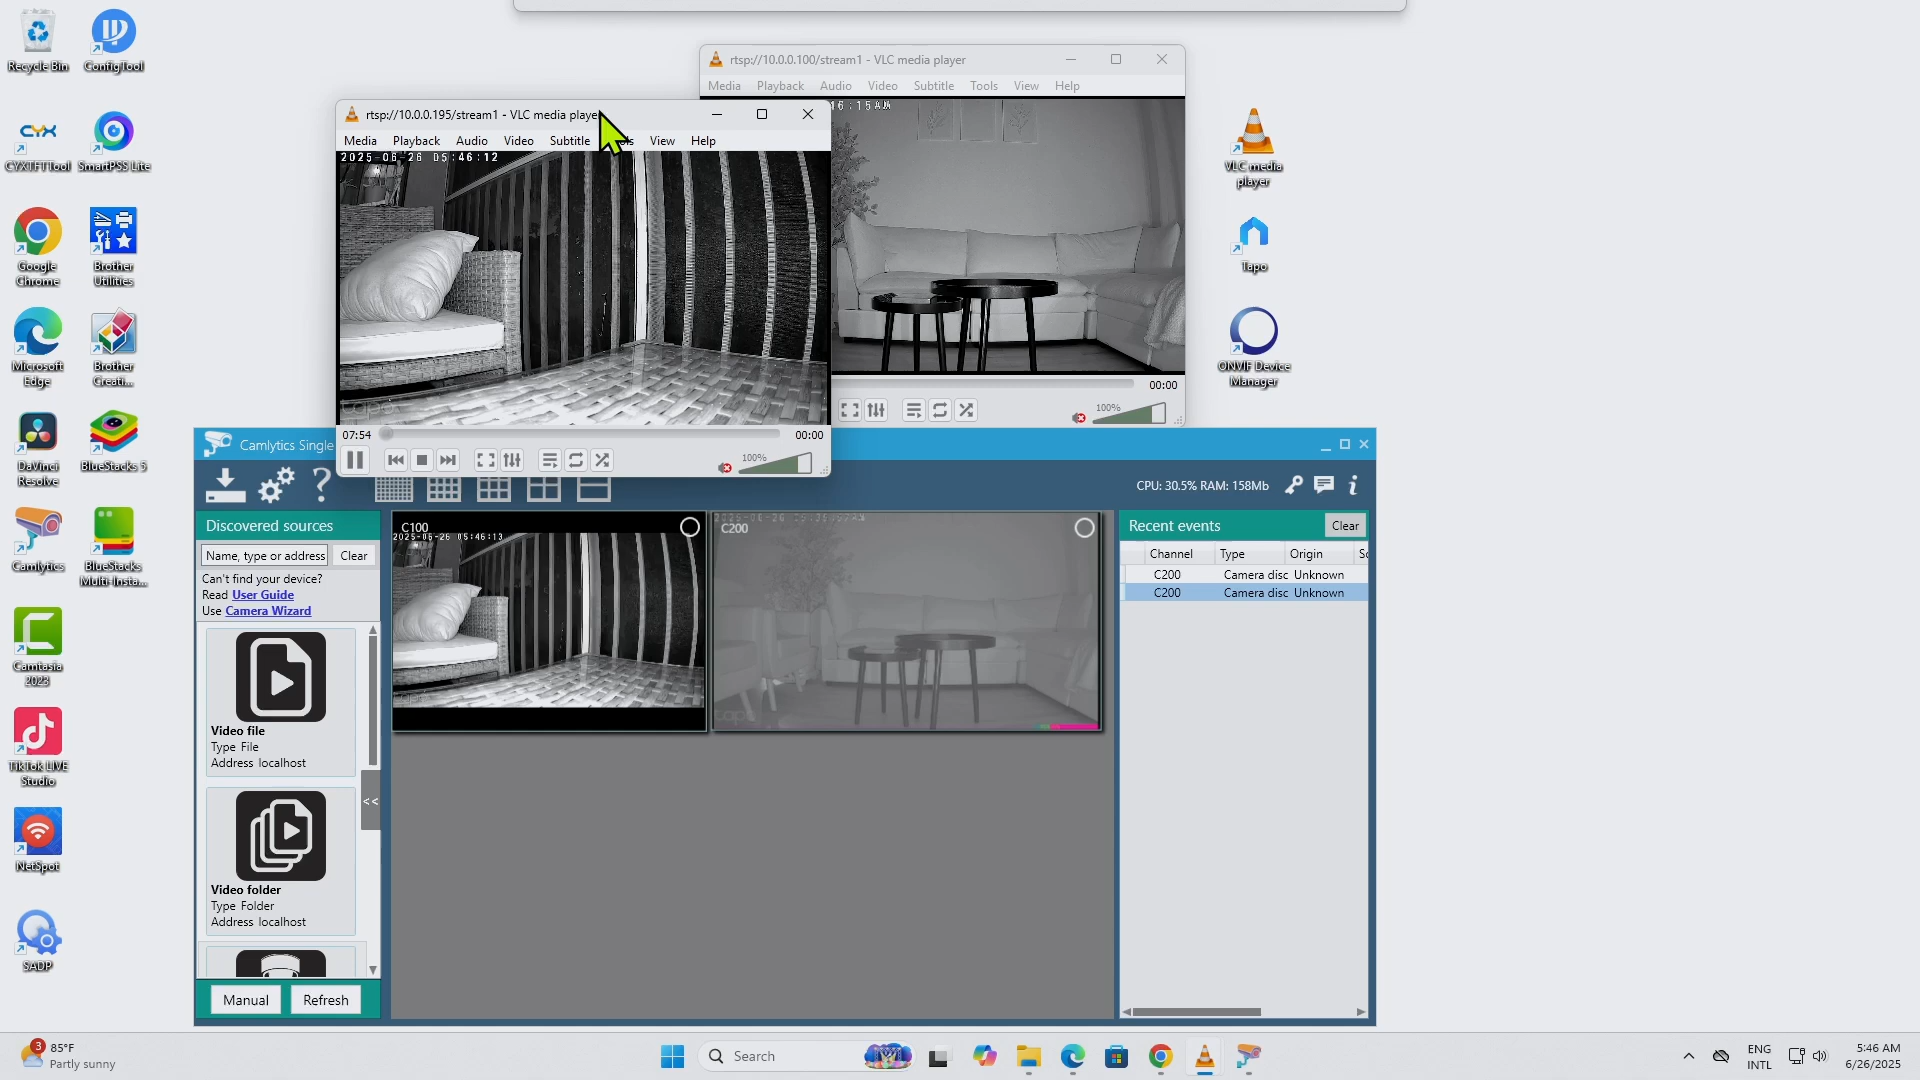 Recycle Bin
ConfigTool
CYXTFTTool
SmartPSS Lite
Google Chrome
Brother Utilities
Microsoft Edge
Brother Creati...
DaVinci Resolve
BlueStacks 5
Camlytics
BlueStacks Multi-Insta...
Camtasia 2023
TikTok LIVE Studio
NetSpot
SADP
rtsp://10.0.0.100/stream1 - VLC media player
Media Playback Audio Video Subtitle Tools View Help
46:15AM
00:00
100%
rtsp://10.0.0.195/stream1 - VLC media player
Media Playback Audio Video Subtitle View Help
2025-06-26 05:46:12
tapo
07:54
00:00
100%
VLC media player
Tapo
ONVIF Device Manager
Camlytics Single
?
CPU: 30.5% RAM: 158Mb
Discovered sources
Name, type or address
Clear
Can't find your device?
Read User Guide
Use Camera Wizard
Video file
Type File
Address localhost
Video folder
Type Folder
Address localhost
<<
Manual
Refresh
C100
2025-06-26 05:46:13
C200
tapo
Recent events
Clear
Channel Type Origin Sc
C200 Camera disc Unknown
C200 Camera disc Unknown
3
85°F
Partly sunny
Search
ENG
INTL
5:46 AM
6/26/2025